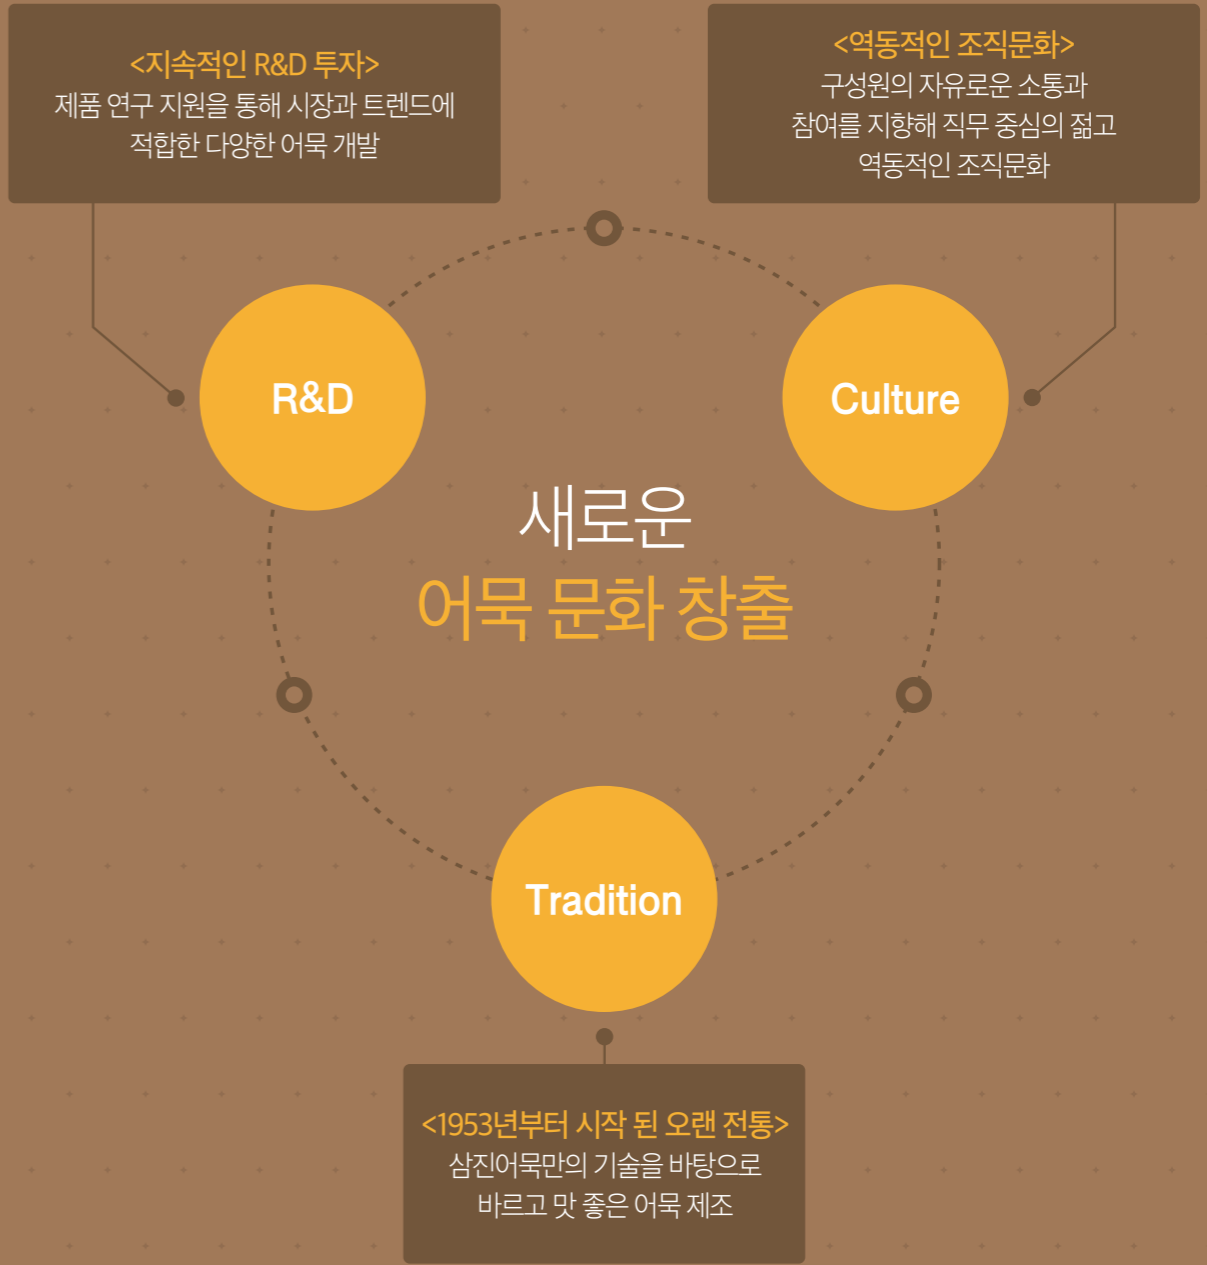 <지속적인 R&D 투자>
제품 연구 지원을 통해 시장과 트렌드에
적합한 다양한 어묵 개발
<역동적인 조직문화>
구성원의 자유로운 소통과
참여를 지향해 직무 중심의 젊고
역동적인 조직문화
R&D
Culture
새로운
어묵 문화 창출
Tradition
<1953년부터 시작 된 오랜 전통>
삼진어묵만의 기술을 바탕으로
바르고 맛 좋은 어묵 제조